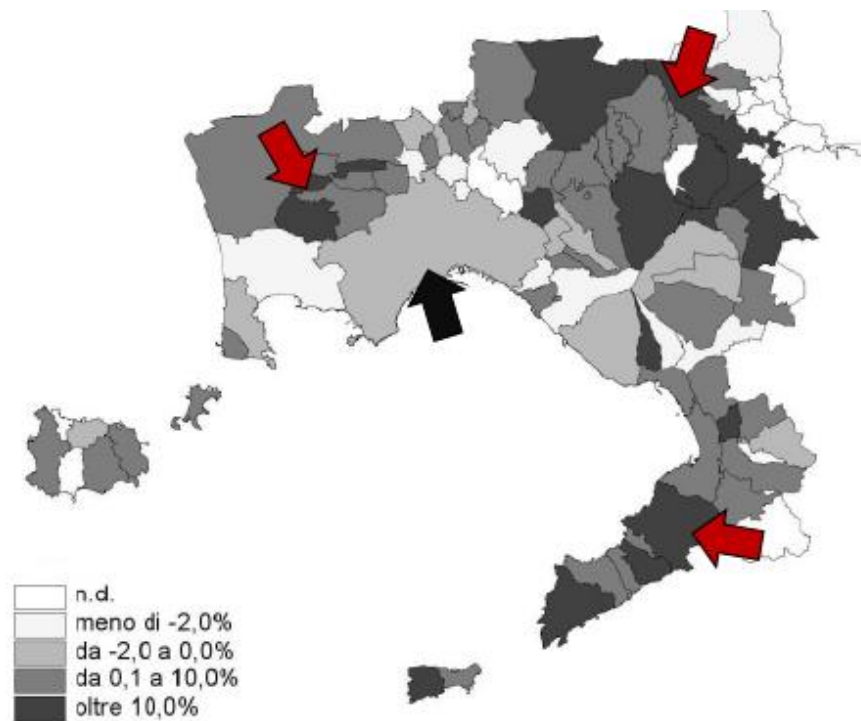 n.d.
meno di -2,0%
da -2,0 a 0,0%
da 0,1 a 10,0%
oltre 10,0%